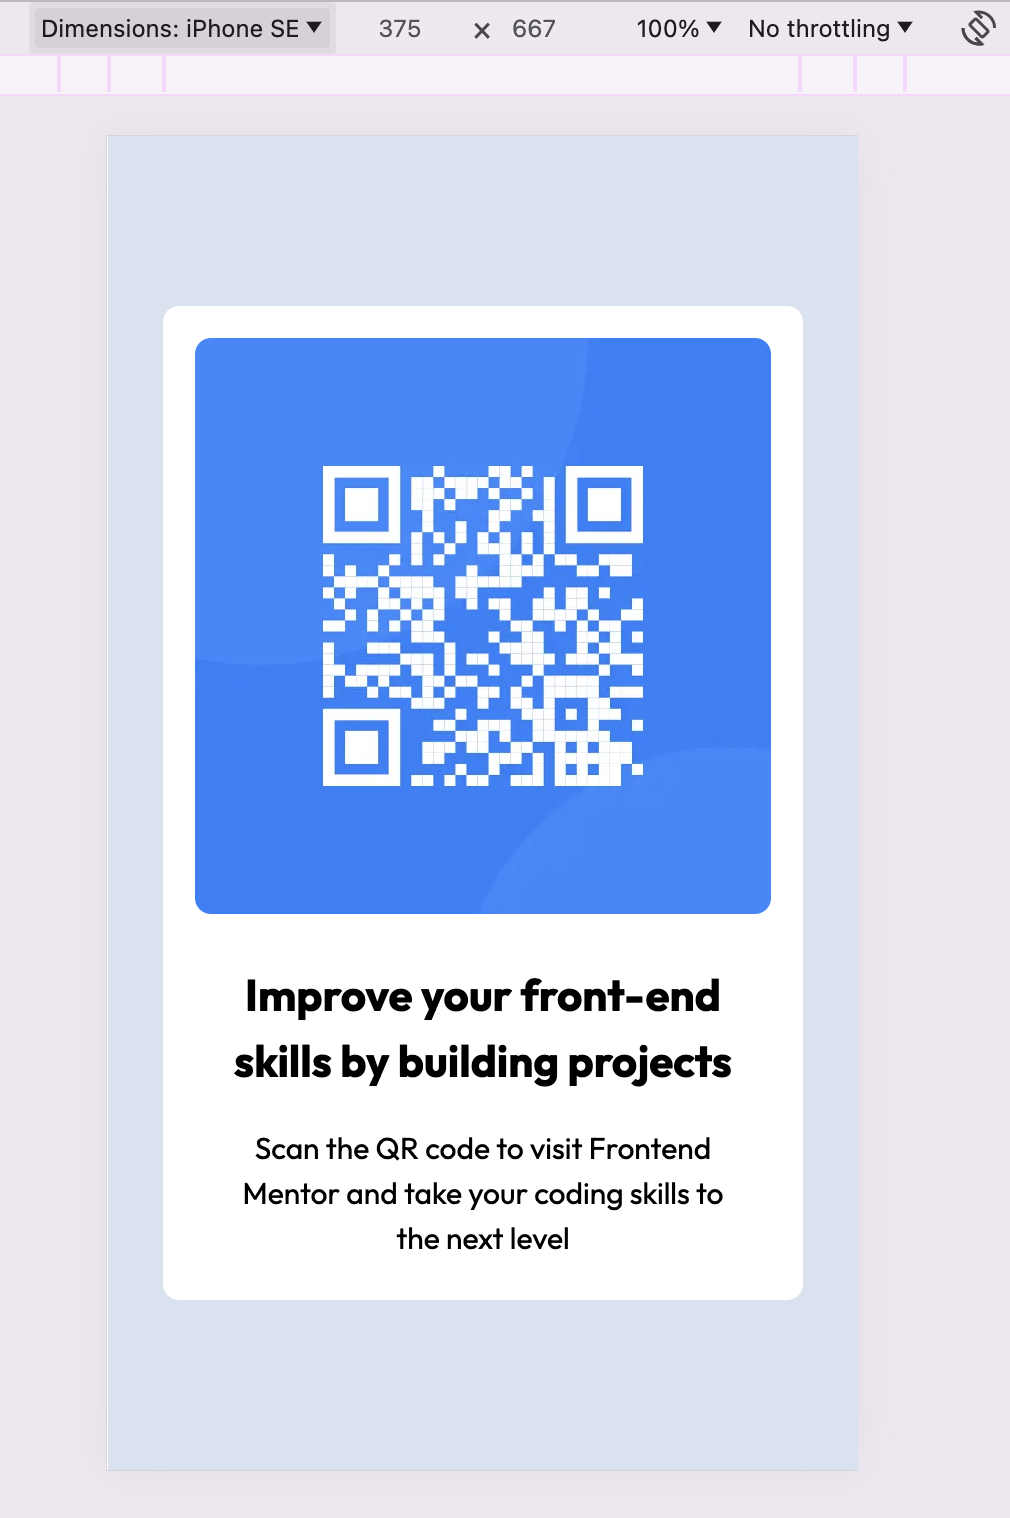 Dimensions: iPhone SE ▼ 375 × 667 100% ▼ No throttling ▼
Improve your front-end
skills by building projects
Scan the QR code to visit Frontend
Mentor and take your coding skills to
the next level